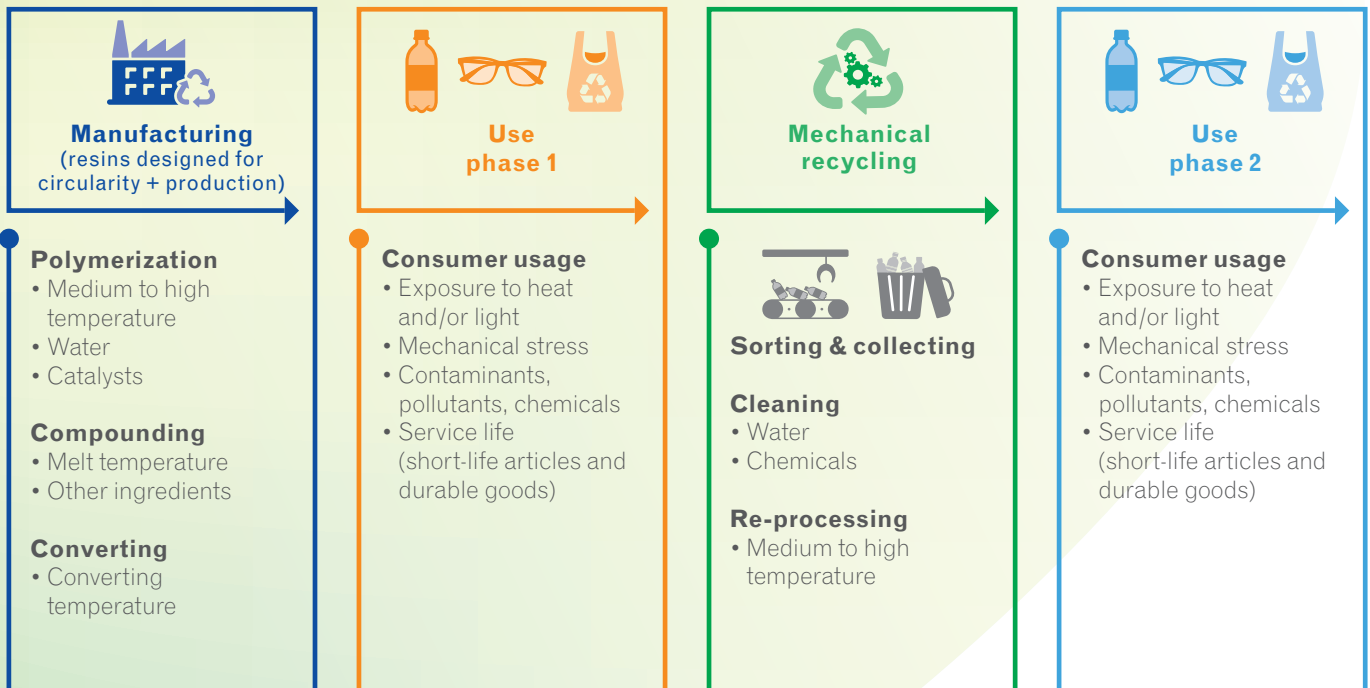 Manufacturing
(resins designed for
circularity + production)
Polymerization
• Medium to high
temperature
• Water
• Catalysts
Compounding
• Melt temperature
• Other ingredients
Converting
• Converting
temperature
Use
phase 1
Consumer usage
• Exposure to heat
and/or light
• Mechanical stress
• Contaminants,
pollutants, chemicals
• Service life
(short-life articles and
durable goods)
Mechanical
recycling
Sorting & collecting
Cleaning
• Water
• Chemicals
Re-processing
• Medium to high
temperature
Use
phase 2
Consumer usage
• Exposure to heat
and/or light
• Mechanical stress
• Contaminants,
pollutants, chemicals
• Service life
(short-life articles and
durable goods)